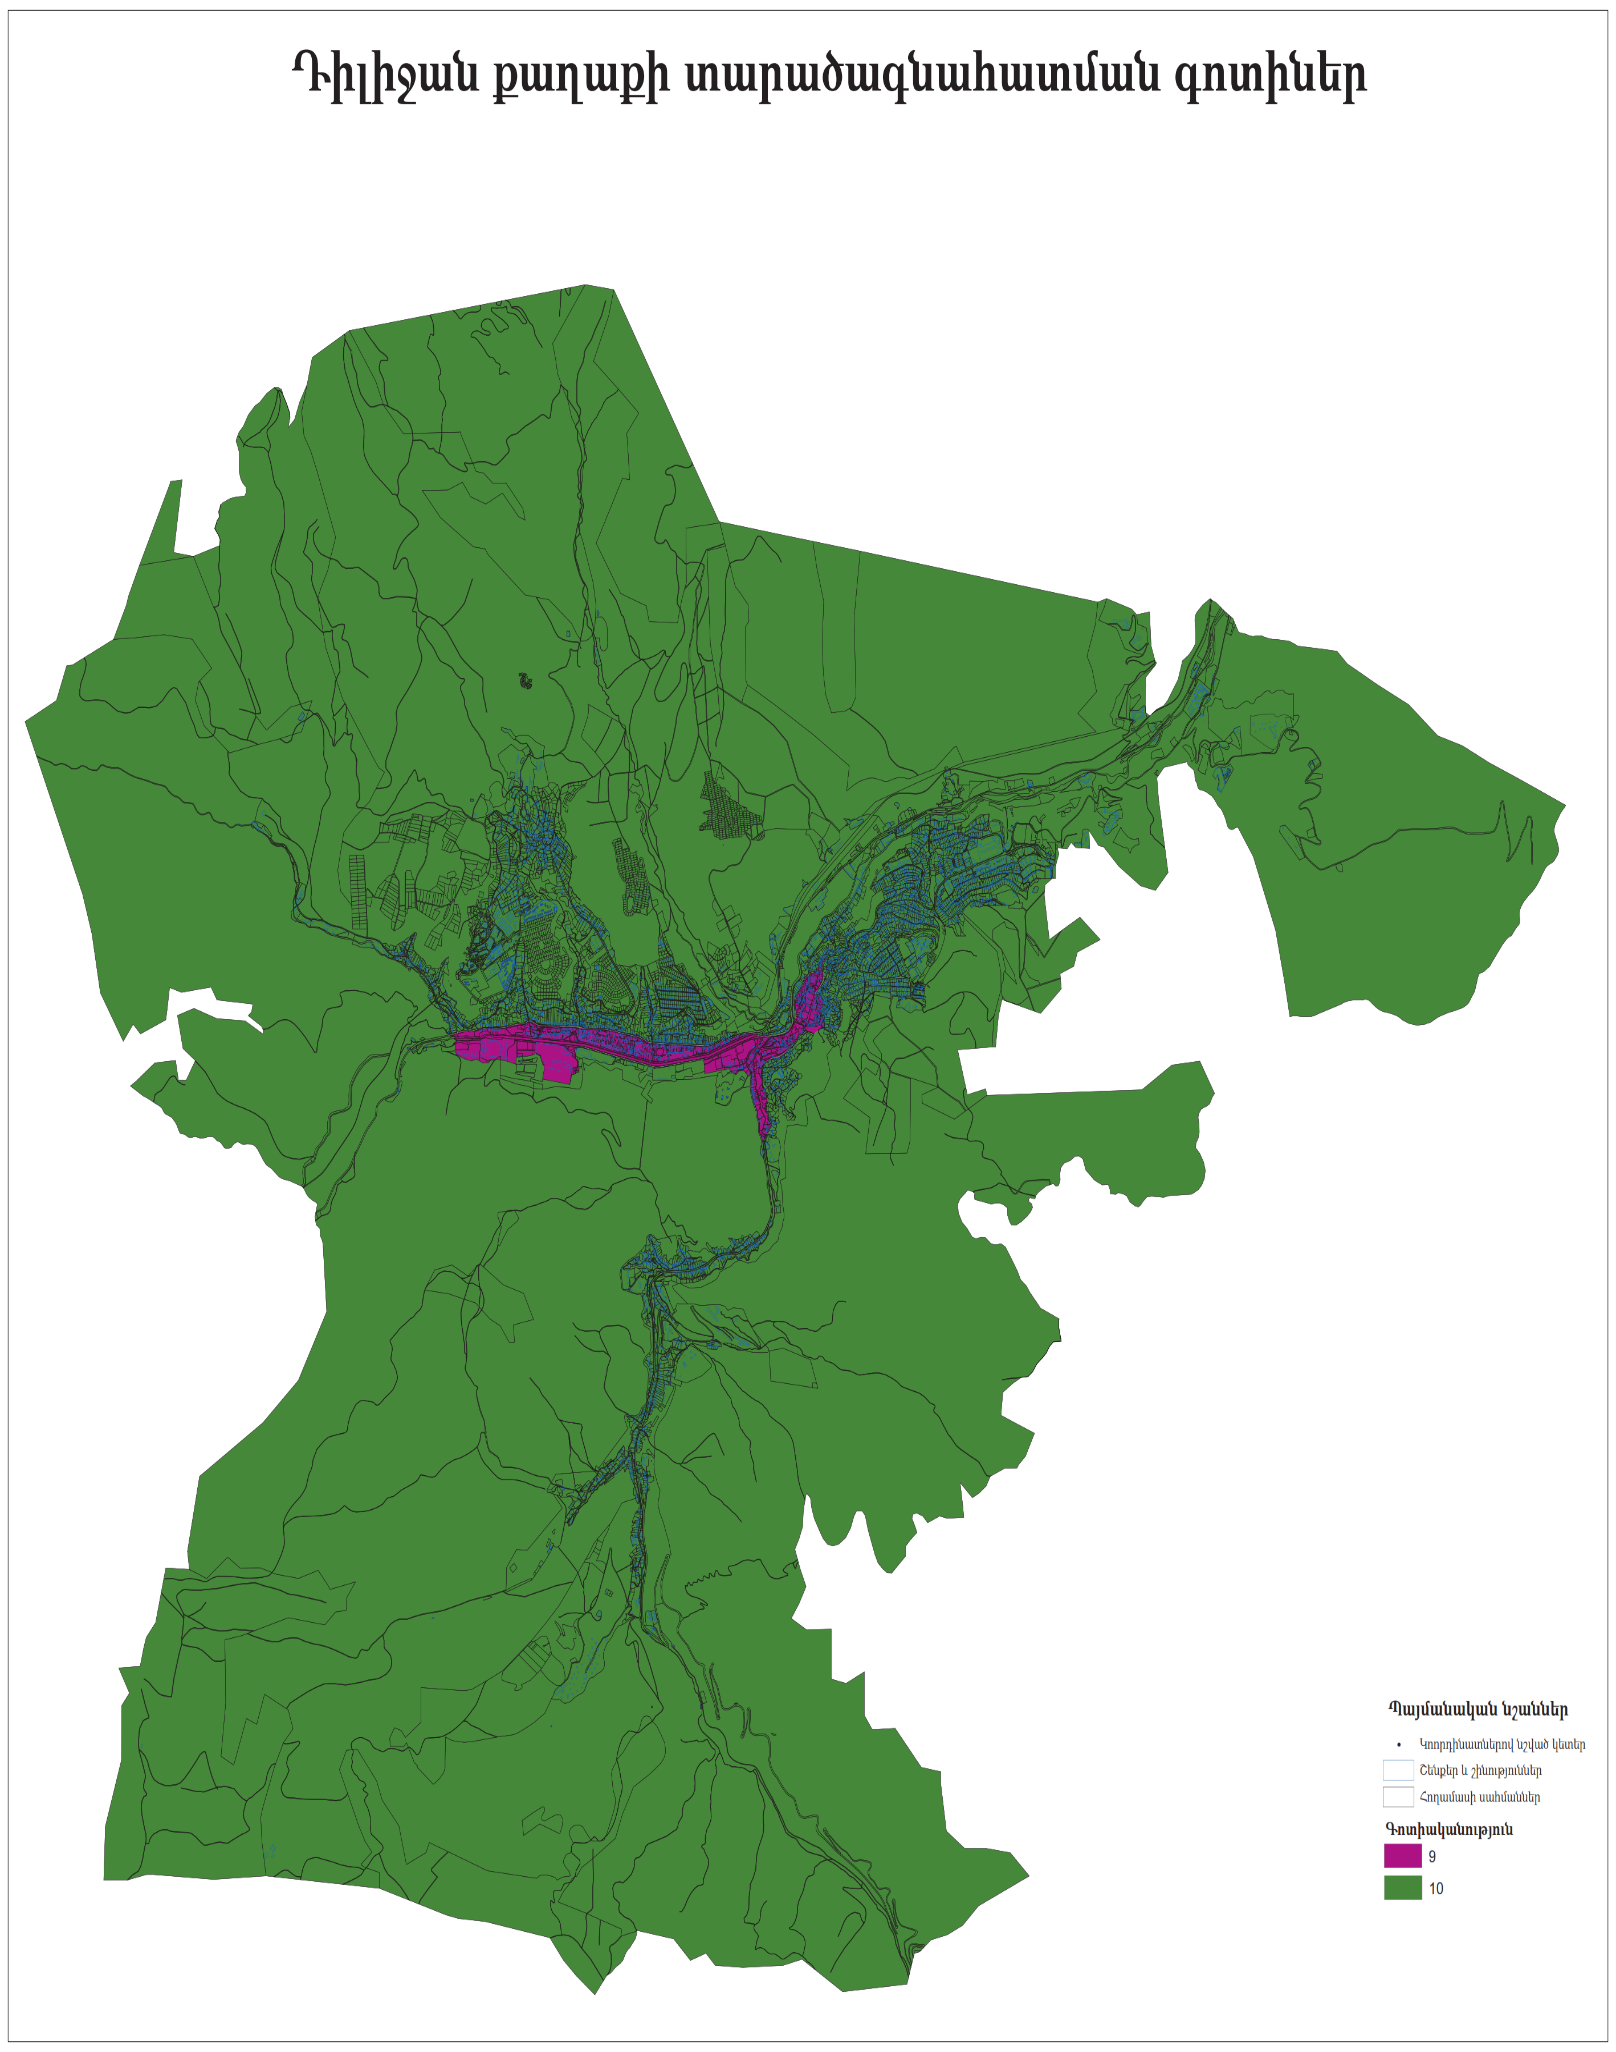 Դիլիջան քաղաքի տարածագնահատման գոտիներ
Պայմանական նշաններ
Կոորդինատներով նշված կետեր
Շենքեր և շինություններ
Հողամասի սահմաններ
Գոտիականություն
9
10